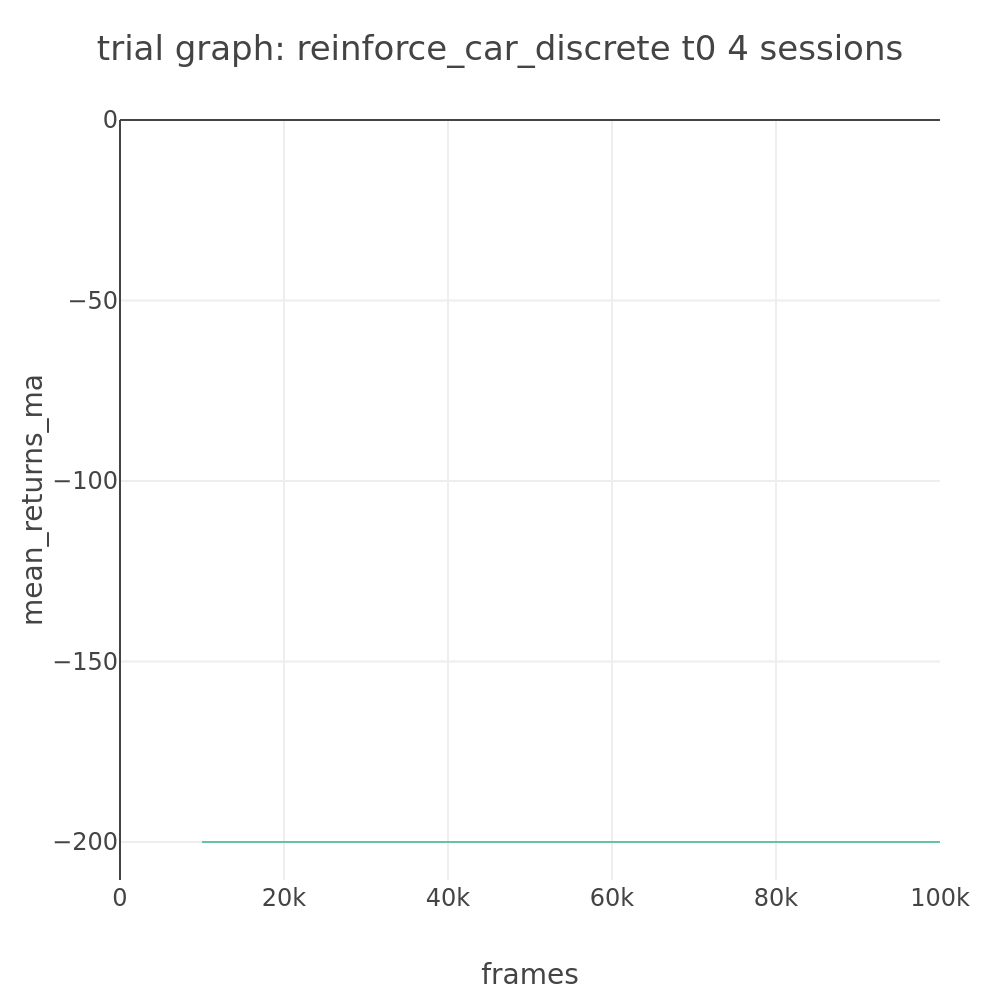 trial graph: reinforce_car_discrete t0 4 sessions
0
−50
−100
−150
−200
mean_returns_ma
0 20k 40k 60k 80k 100k
frames